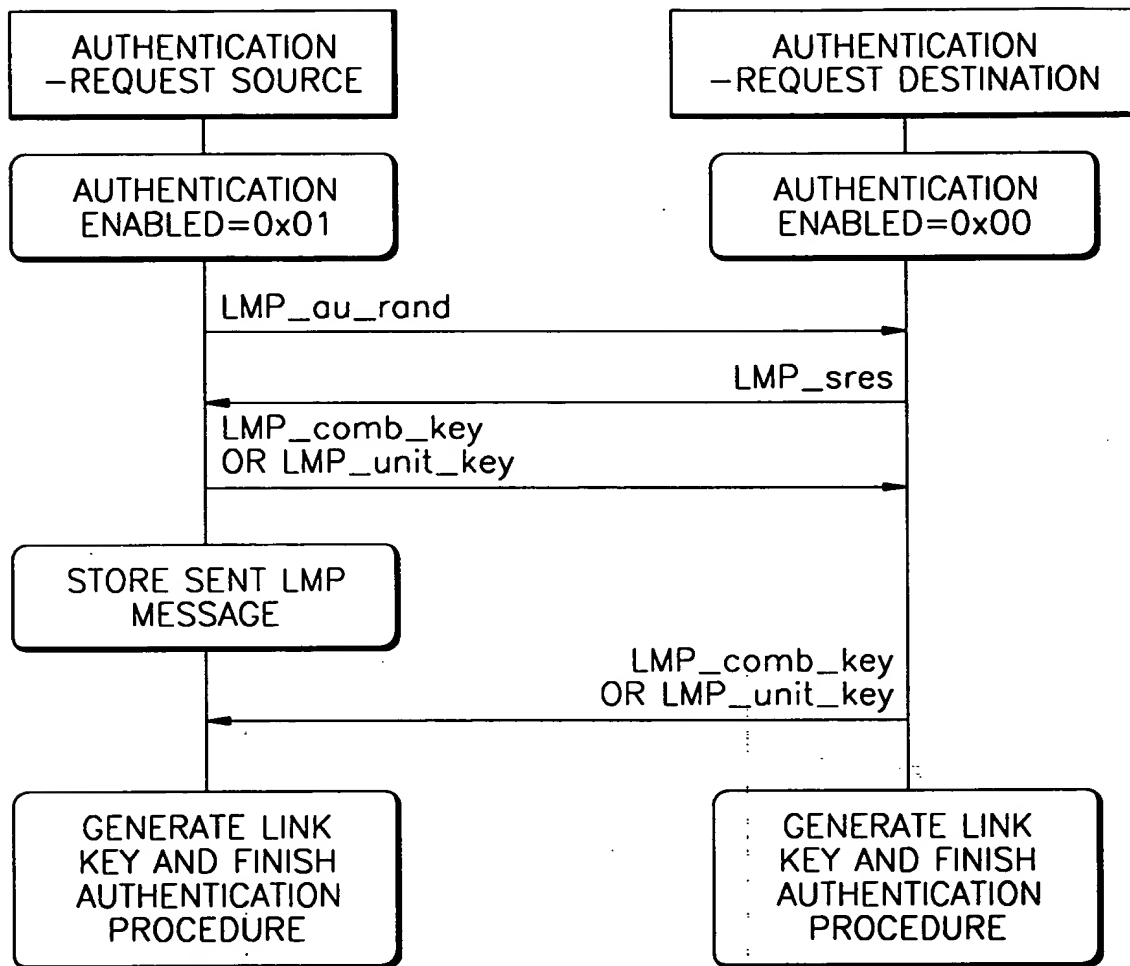 AUTHENTICATION
-REQUEST SOURCE
AUTHENTICATION
-REQUEST DESTINATION
AUTHENTICATION
ENABLED=0x01
AUTHENTICATION
ENABLED=0x00
LMP_au_rand
LMP_sres
LMP_comb_key
OR LMP_unit_key
STORE SENT LMP
MESSAGE
LMP_comb_key
OR LMP_unit_key
GENERATE LINK
KEY AND FINISH
AUTHENTICATION
PROCEDURE
GENERATE LINK
KEY AND FINISH
AUTHENTICATION
PROCEDURE